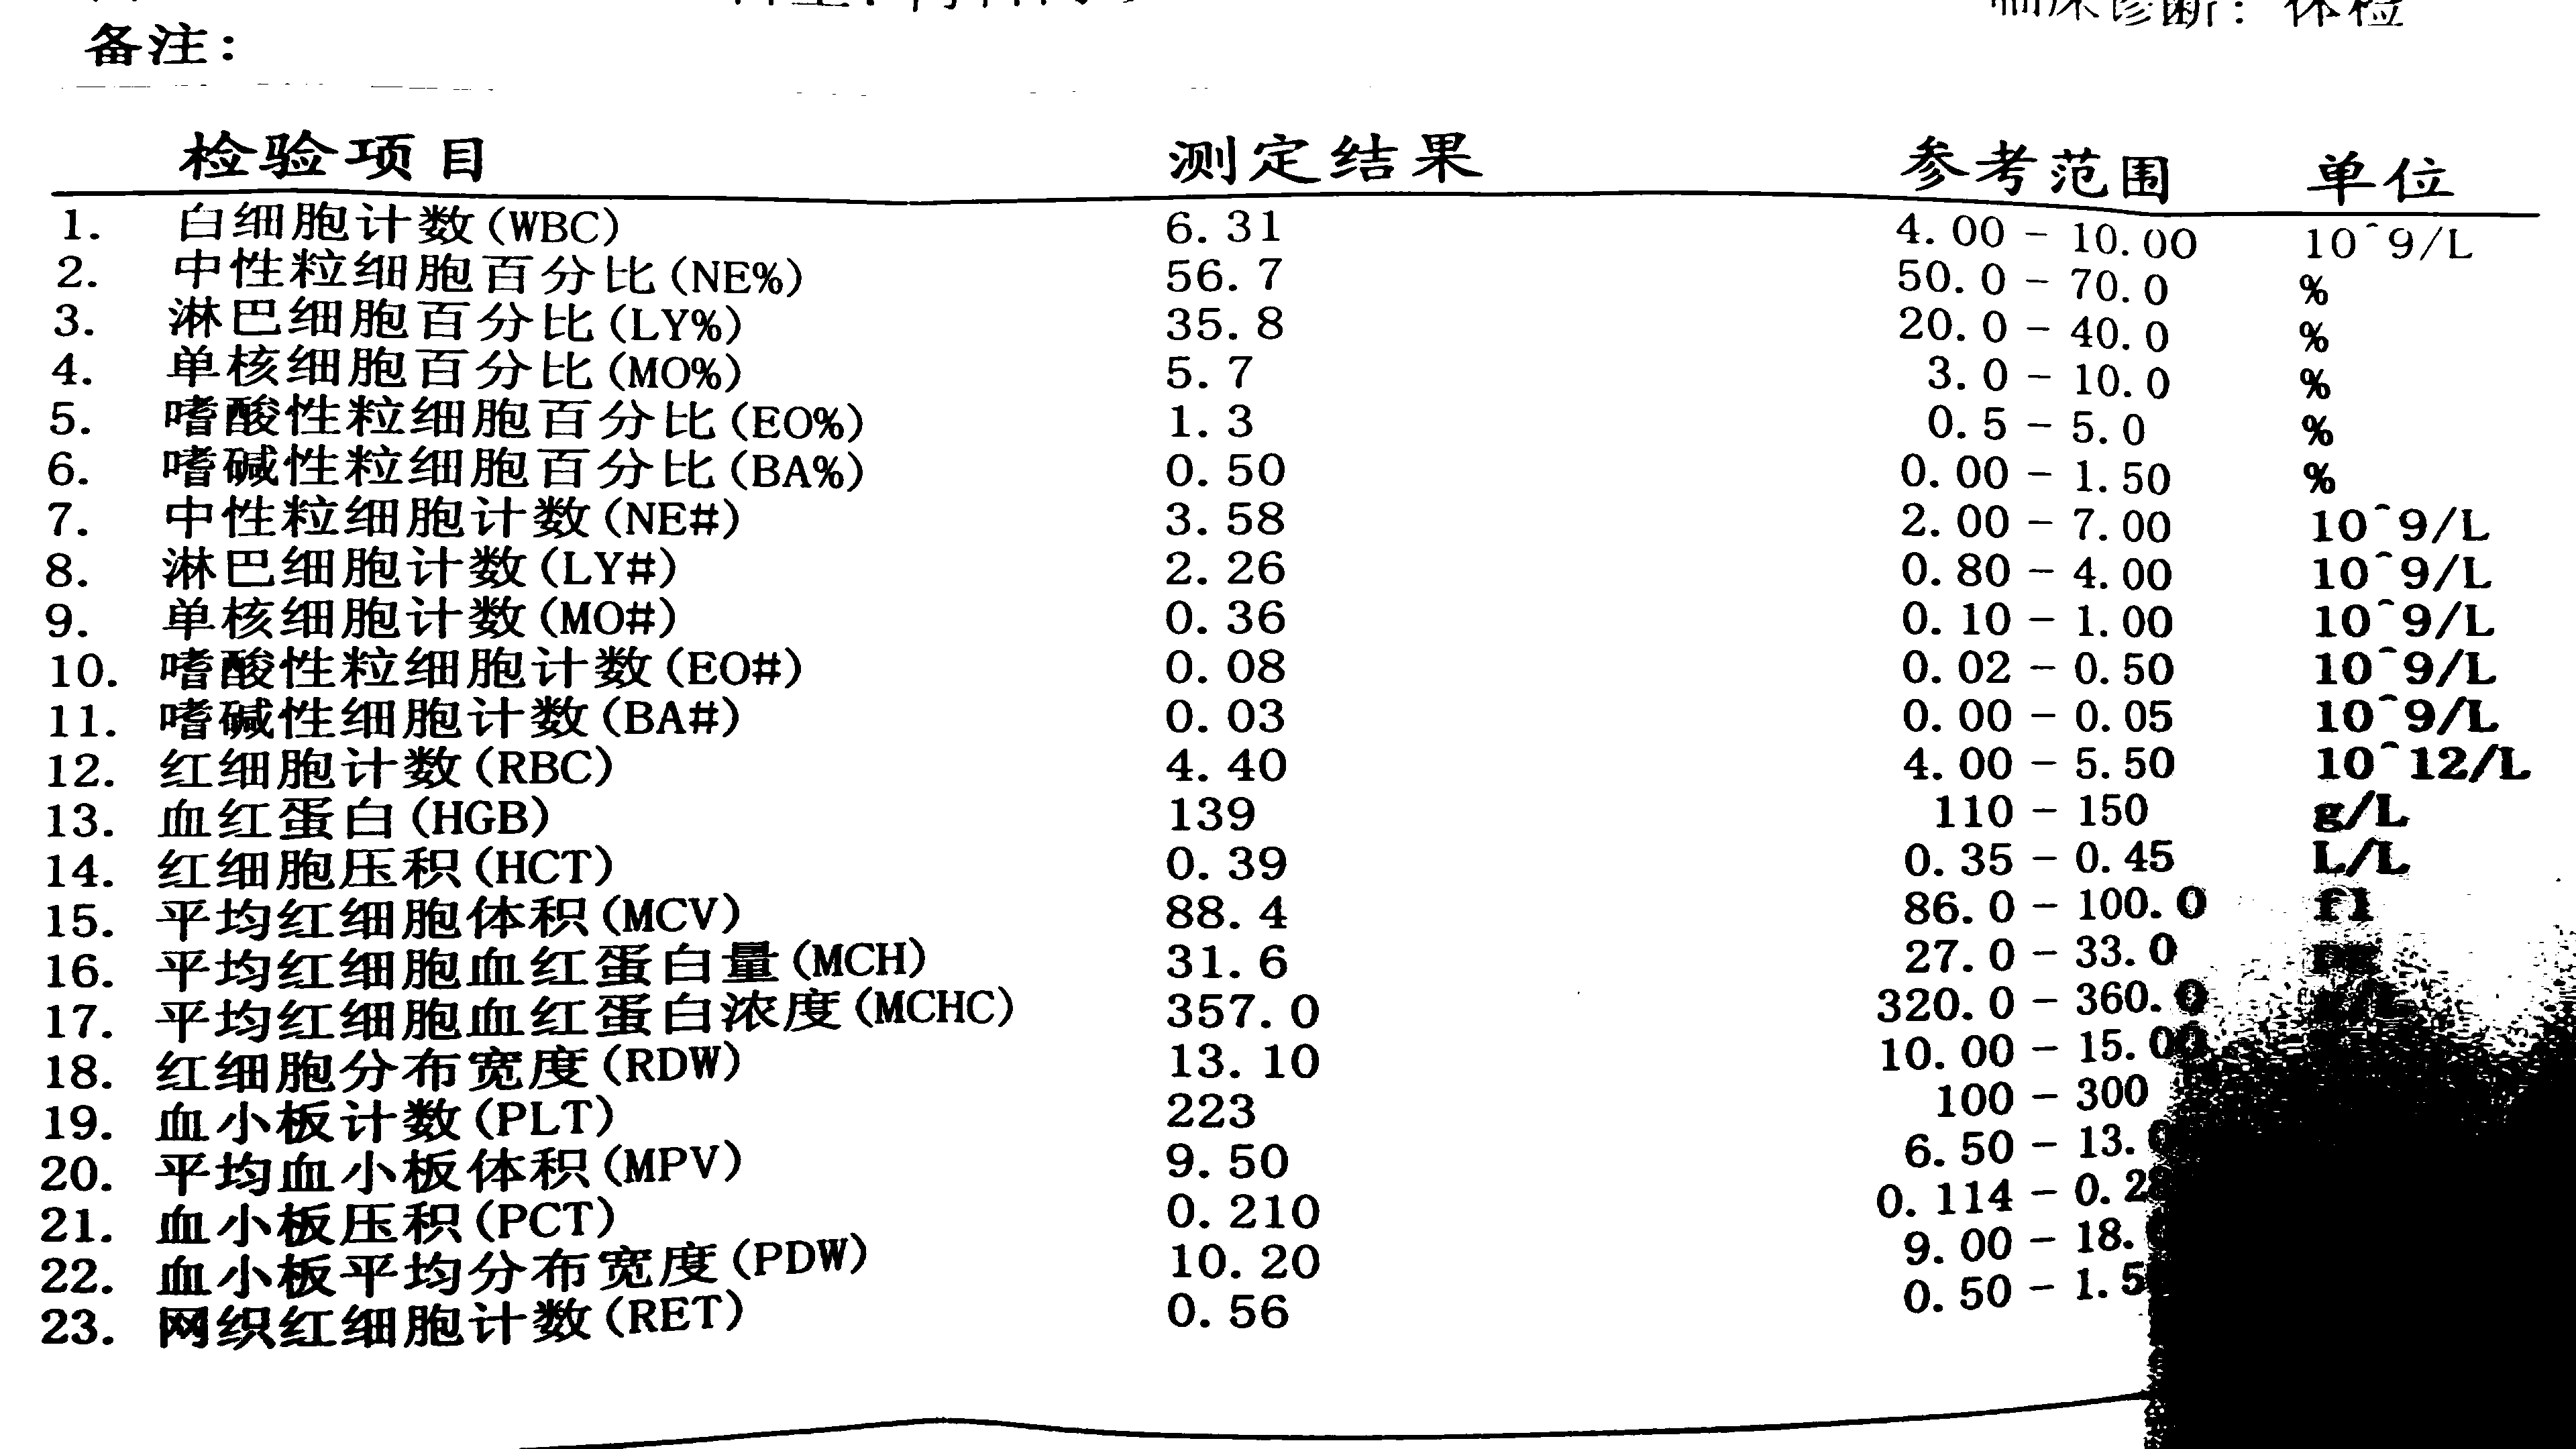 临床诊断: 体检
备注:
检验项目 测定结果 参考范围 单位
1. 白细胞计数(WBC) 6.31 4.00 - 10.00 10^9/L
2. 中性粒细胞百分比(NE%) 56.7 50.0 - 70.0 %
3. 淋巴细胞百分比(LY%) 35.8 20.0 - 40.0 %
4. 单核细胞百分比(MO%) 5.7 3.0 - 10.0 %
5. 嗜酸性粒细胞百分比(EO%) 1.3 0.5 - 5.0 %
6. 嗜碱性粒细胞百分比(BA%) 0.50 0.00 - 1.50 %
7. 中性粒细胞计数(NE#) 3.58 2.00 - 7.00 10^9/L
8. 淋巴细胞计数(LY#) 2.26 0.80 - 4.00 10^9/L
9. 单核细胞计数(MO#) 0.36 0.10 - 1.00 10^9/L
10. 嗜酸性粒细胞计数(EO#) 0.08 0.02 - 0.50 10^9/L
11. 嗜碱性细胞计数(BA#) 0.03 0.00 - 0.05 10^9/L
12. 红细胞计数(RBC) 4.40 4.00 - 5.50 10^12/L
13. 血红蛋白(HGB) 139 110 - 150 g/L
14. 红细胞压积(HCT) 0.39 0.35 - 0.45 L/L
15. 平均红细胞体积(MCV) 88.4 86.0 - 100.0 fl
16. 平均红细胞血红蛋白量(MCH) 31.6 27.0 - 33.0 pg
17. 平均红细胞血红蛋白浓度(MCHC) 357.0 320.0 - 360.0 g/L
18. 红细胞分布宽度(RDW) 13.10 10.00 - 15.00
19. 血小板计数(PLT) 223 100 - 300
20. 平均血小板体积(MPV) 9.50 6.50 - 13.
21. 血小板压积(PCT) 0.210 0.114 - 0.2
22. 血小板平均分布宽度(PDW) 10.20 9.00 - 18.
23. 网织红细胞计数(RET) 0.56 0.50 - 1.5